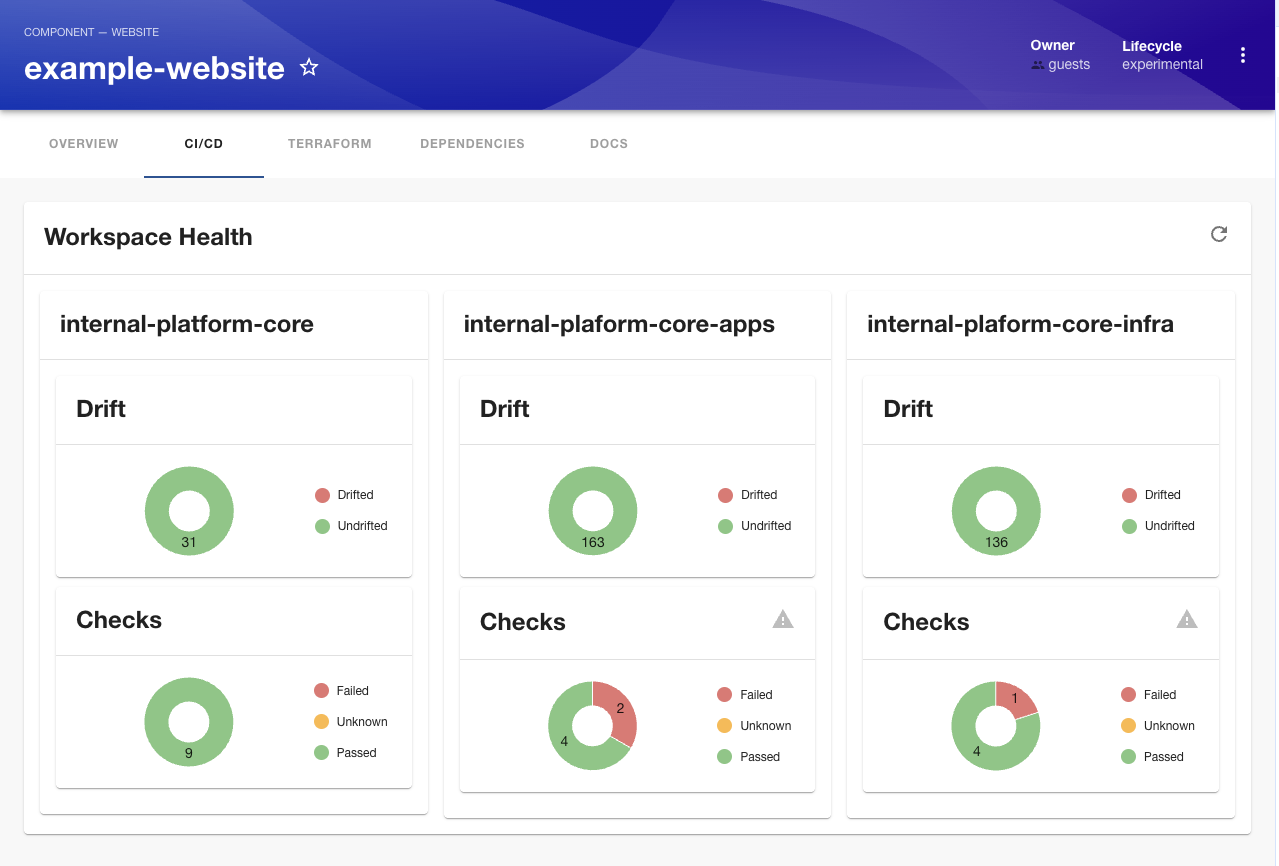 COMPONENT — WEBSITE
example-website
Owner
guests
Lifecycle
experimental
OVERVIEW
CI/CD
TERRAFORM
DEPENDENCIES
DOCS
Workspace Health
internal-platform-core
Drift
31
Drifted
Undrifted
Checks
9
Failed
Unknown
Passed
internal-plaform-core-apps
Drift
163
Drifted
Undrifted
Checks
2
4
Failed
Unknown
Passed
internal-plaform-core-infra
Drift
136
Drifted
Undrifted
Checks
1
4
Failed
Unknown
Passed